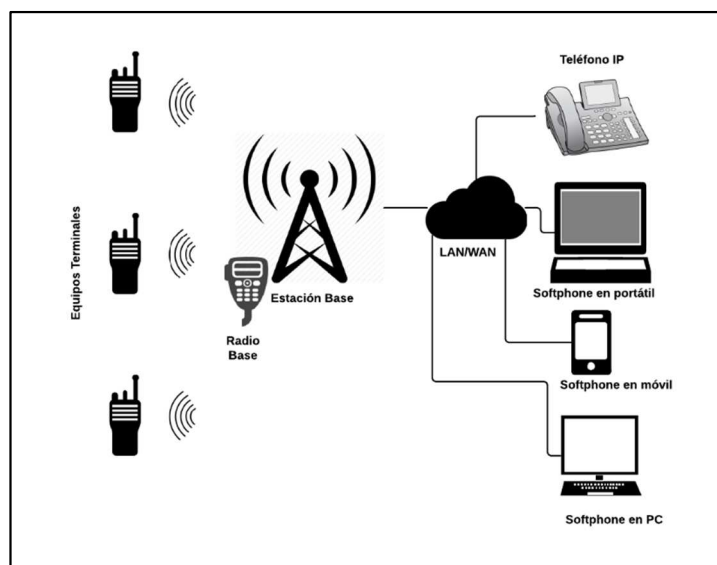 Teléfono IP
Equipos Terminales
LAN/WAN
Estación Base
Softphone en portátil
Radio
Base
Softphone en móvil
Softphone en PC